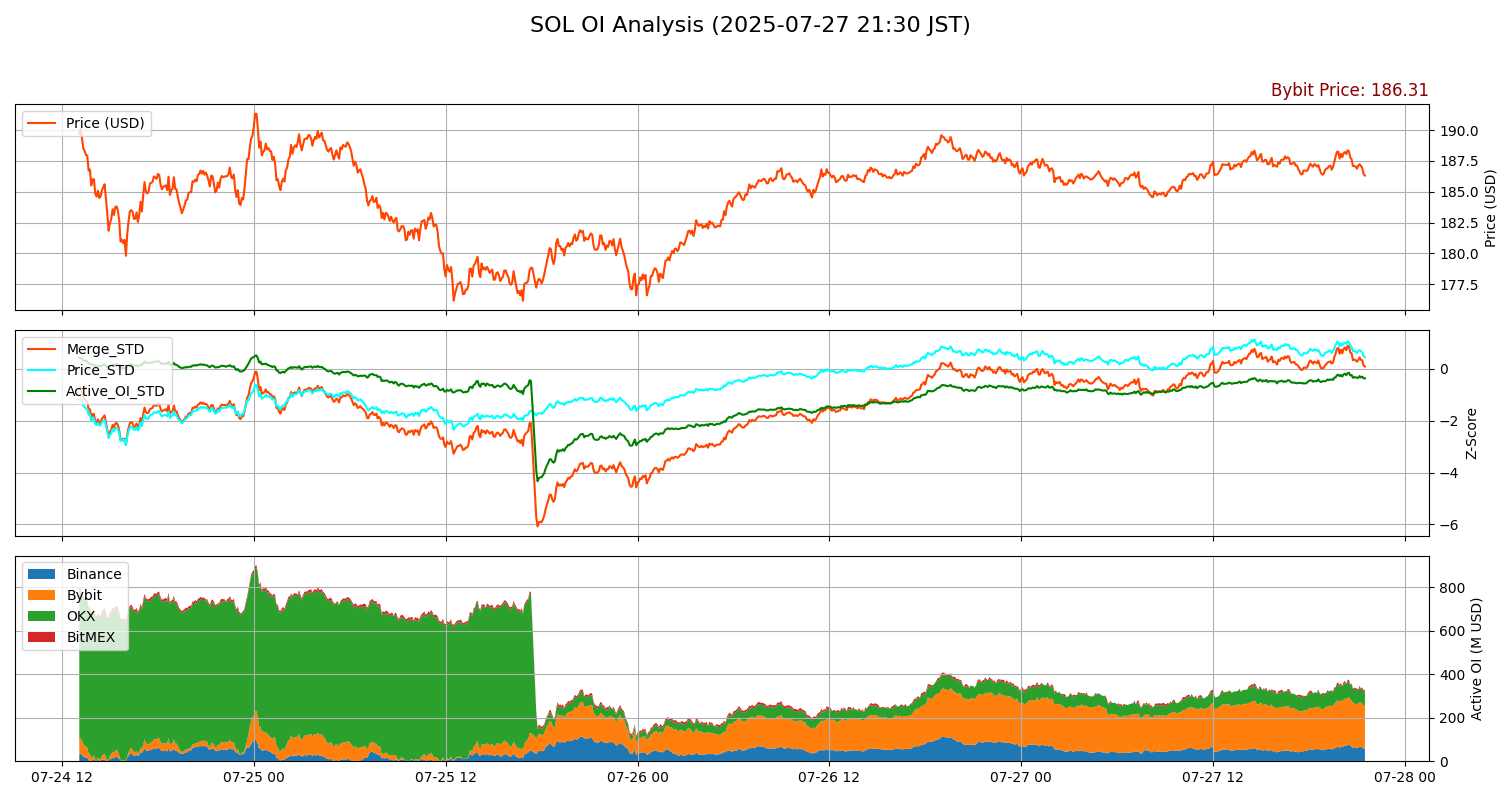 SOL OI Analysis (2025-07-27 21:30 JST)
Bybit Price: 186.31
Price (USD)
190.0
187.5
185.0
182.5
180.0
177.5
Price (USD)
Merge_STD
Price_STD
Active_OI_STD
0
−2
−4
−6
Z-Score
Binance
Bybit
OKX
BitMEX
800
600
400
200
0
Active OI (M USD)
07-24 12
07-25 00
07-25 12
07-26 00
07-26 12
07-27 00
07-27 12
07-28 00